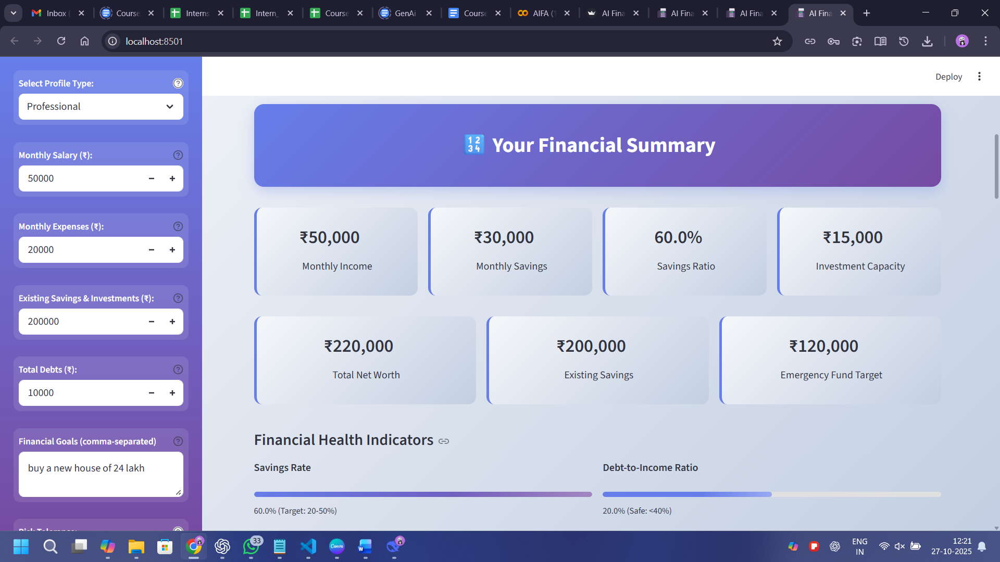 Inbox (
Course
Interns
Intern_
Course
GenAi
Course
AIFA (1
AI Fina
AI Fina
AI Fina
AI Fina
localhost:8501
Deploy
Select Profile Type:
Professional
Monthly Salary (₹):
50000
Monthly Expenses (₹):
20000
Existing Savings & Investments (₹):
200000
Total Debts (₹):
10000
Financial Goals (comma-separated)
buy a new house of 24 lakh
Risk Tolerance:
Your Financial Summary
₹50,000
Monthly Income
₹30,000
Monthly Savings
60.0%
Savings Ratio
₹15,000
Investment Capacity
₹220,000
Total Net Worth
₹200,000
Existing Savings
₹120,000
Emergency Fund Target
Financial Health Indicators
Savings Rate
60.0% (Target: 20-50%)
Debt-to-Income Ratio
20.0% (Safe: <40%)
33
Canva
ENG
IN
12:21
27-10-2025